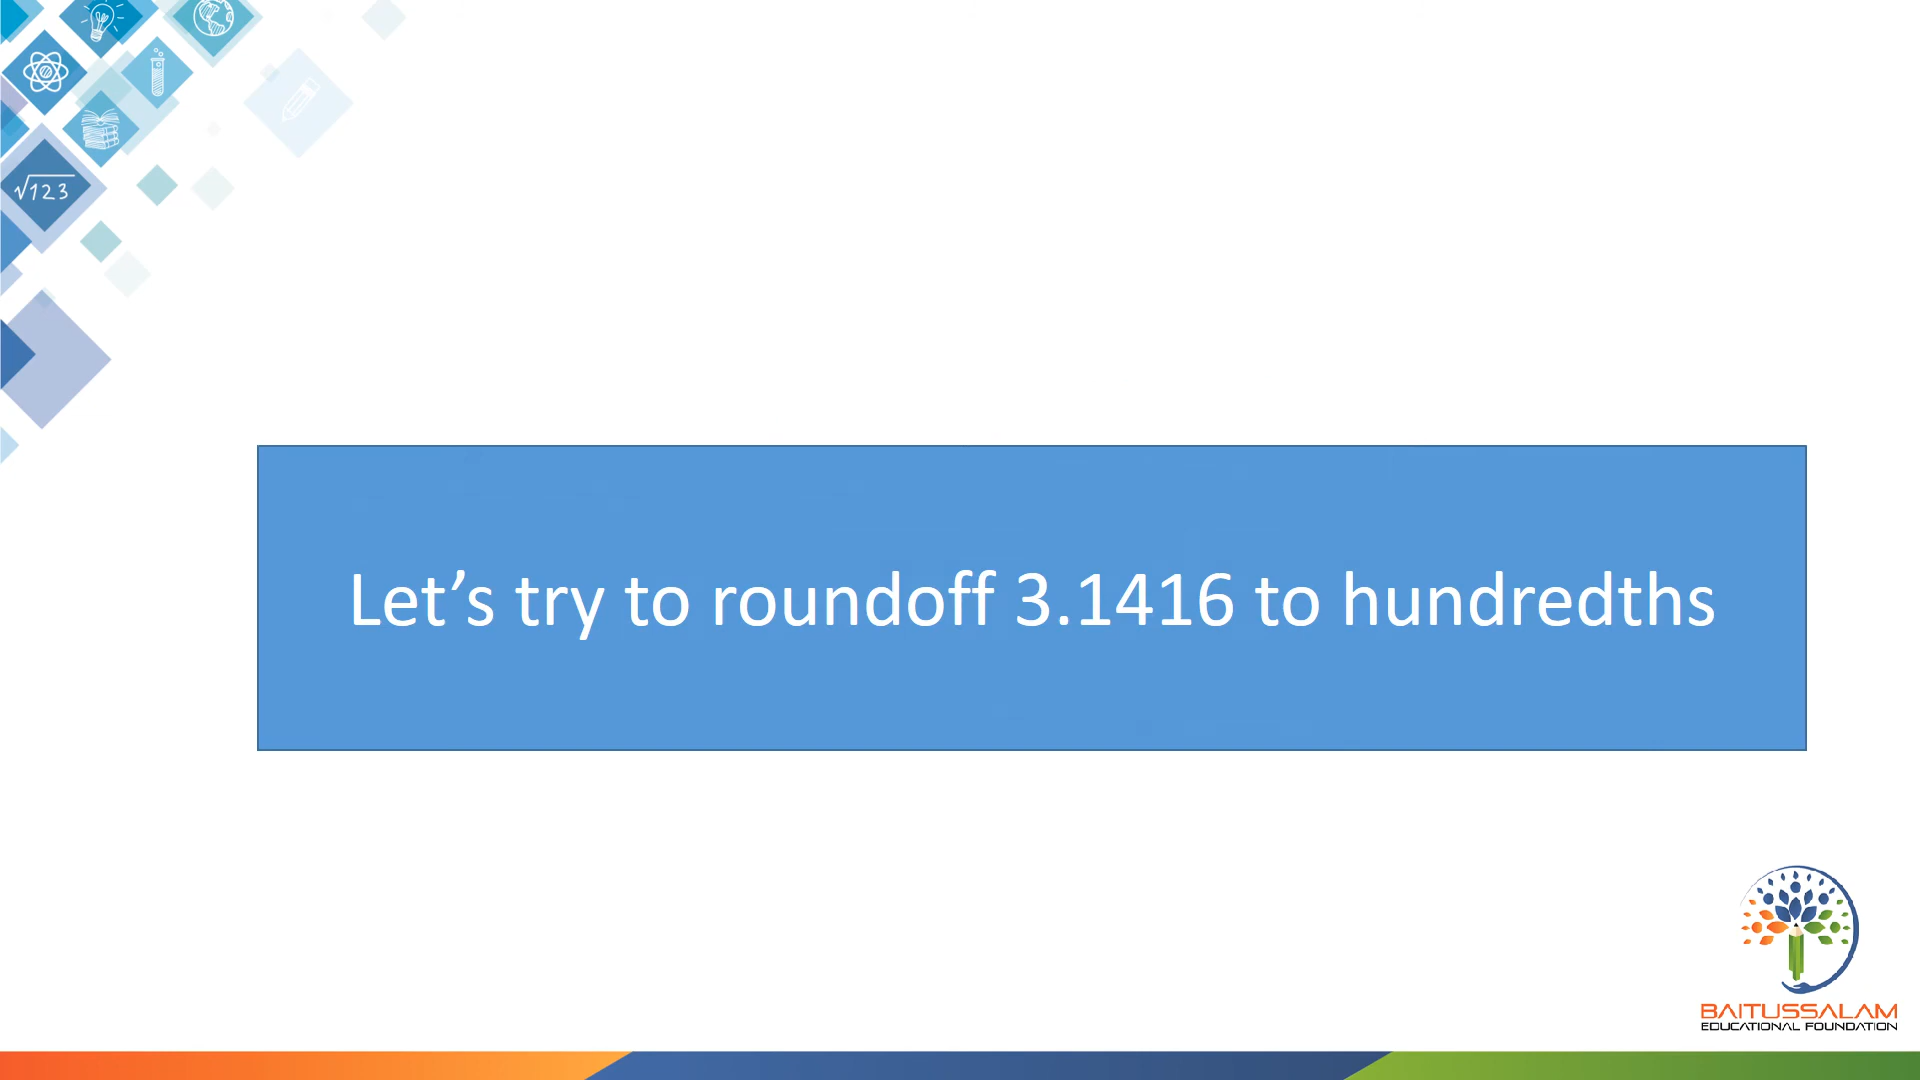 √123
Let’s try to roundoff 3.1416 to hundredths
BAITUSSALAM
EDUCATIONAL FOUNDATION